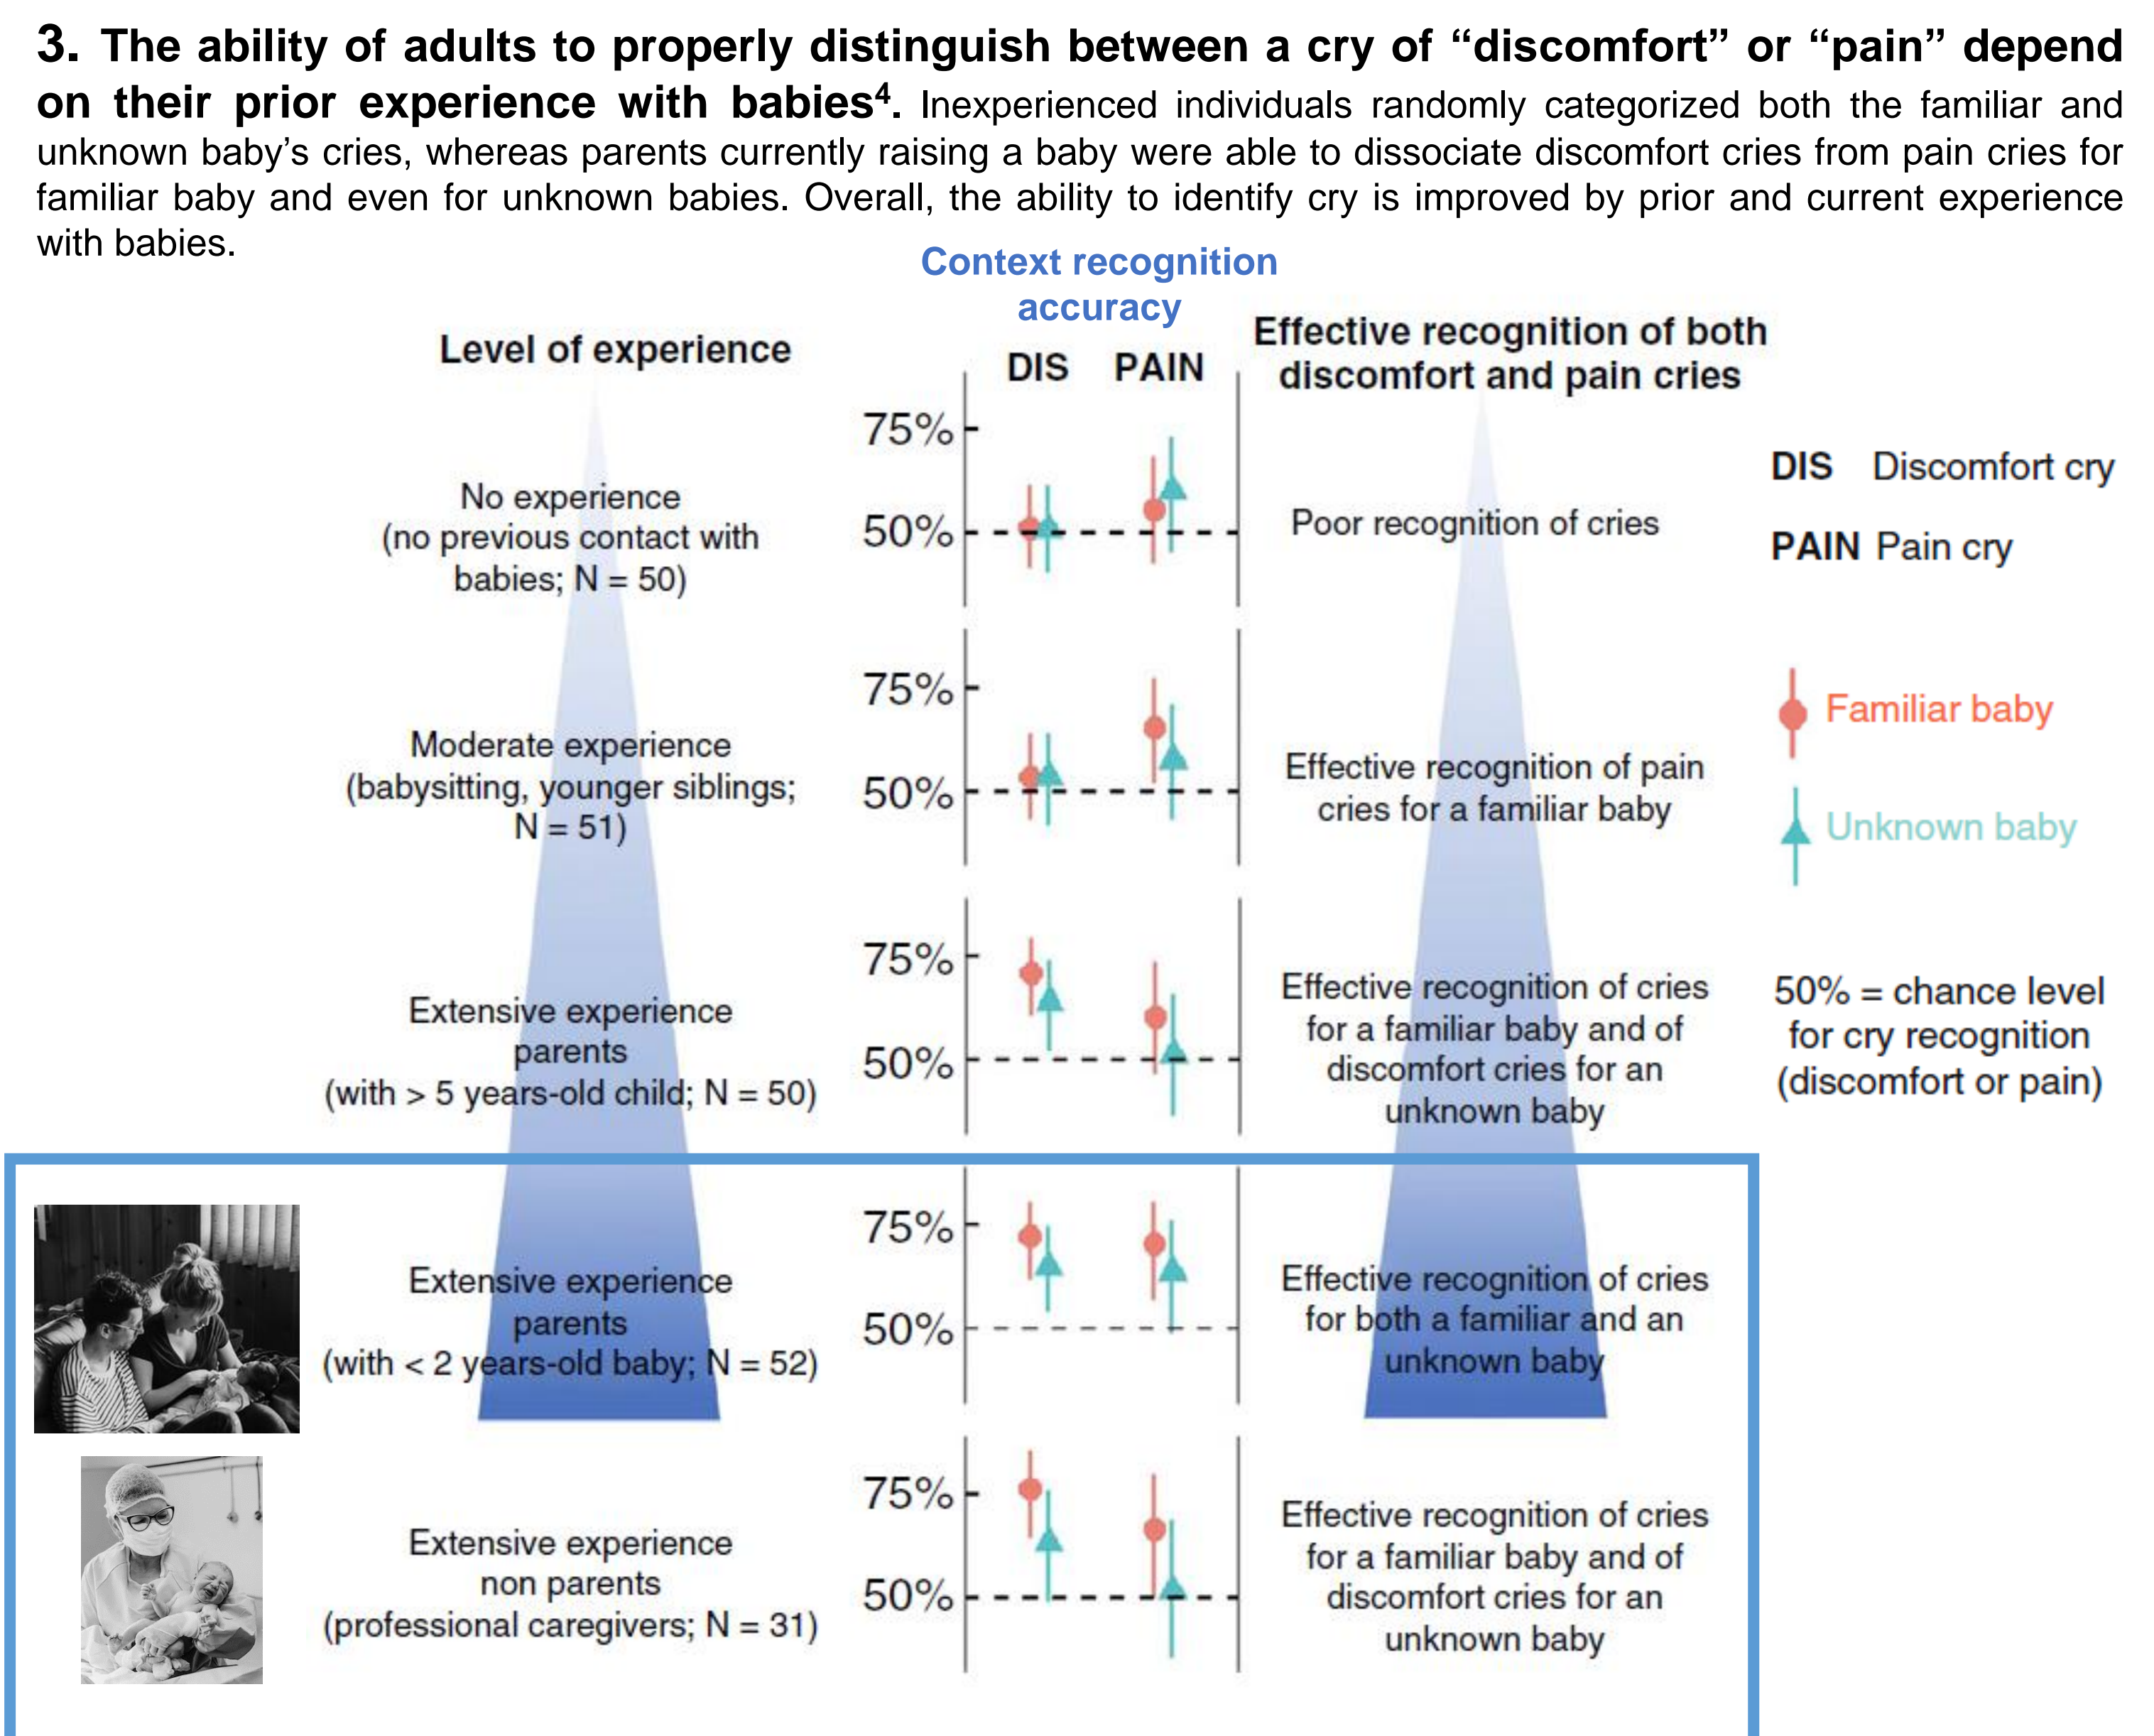 3. The ability of adults to properly distinguish between a cry of “discomfort” or “pain” depend
on their prior experience with babies⁴. Inexperienced individuals randomly categorized both the familiar and
unknown baby’s cries, whereas parents currently raising a baby were able to dissociate discomfort cries from pain cries for
familiar baby and even for unknown babies. Overall, the ability to identify cry is improved by prior and current experience
with babies.
Context recognition
accuracy
Level of experience
DIS PAIN
Effective recognition of both
discomfort and pain cries
75%
50%
No experience
(no previous contact with
babies; N = 50)
Poor recognition of cries
DIS Discomfort cry
PAIN Pain cry
75%
50%
Moderate experience
(babysitting, younger siblings;
N = 51)
Effective recognition of pain
cries for a familiar baby
Familiar baby
Unknown baby
75%
50%
Extensive experience
parents
(with > 5 years-old child; N = 50)
Effective recognition of cries
for a familiar baby and of
discomfort cries for an
unknown baby
50% = chance level
for cry recognition
(discomfort or pain)
75%
50%
Extensive experience
parents
(with < 2 years-old baby; N = 52)
Effective recognition of cries
for both a familiar and an
unknown baby
75%
50%
Extensive experience
non parents
(professional caregivers; N = 31)
Effective recognition of cries
for a familiar baby and of
discomfort cries for an
unknown baby